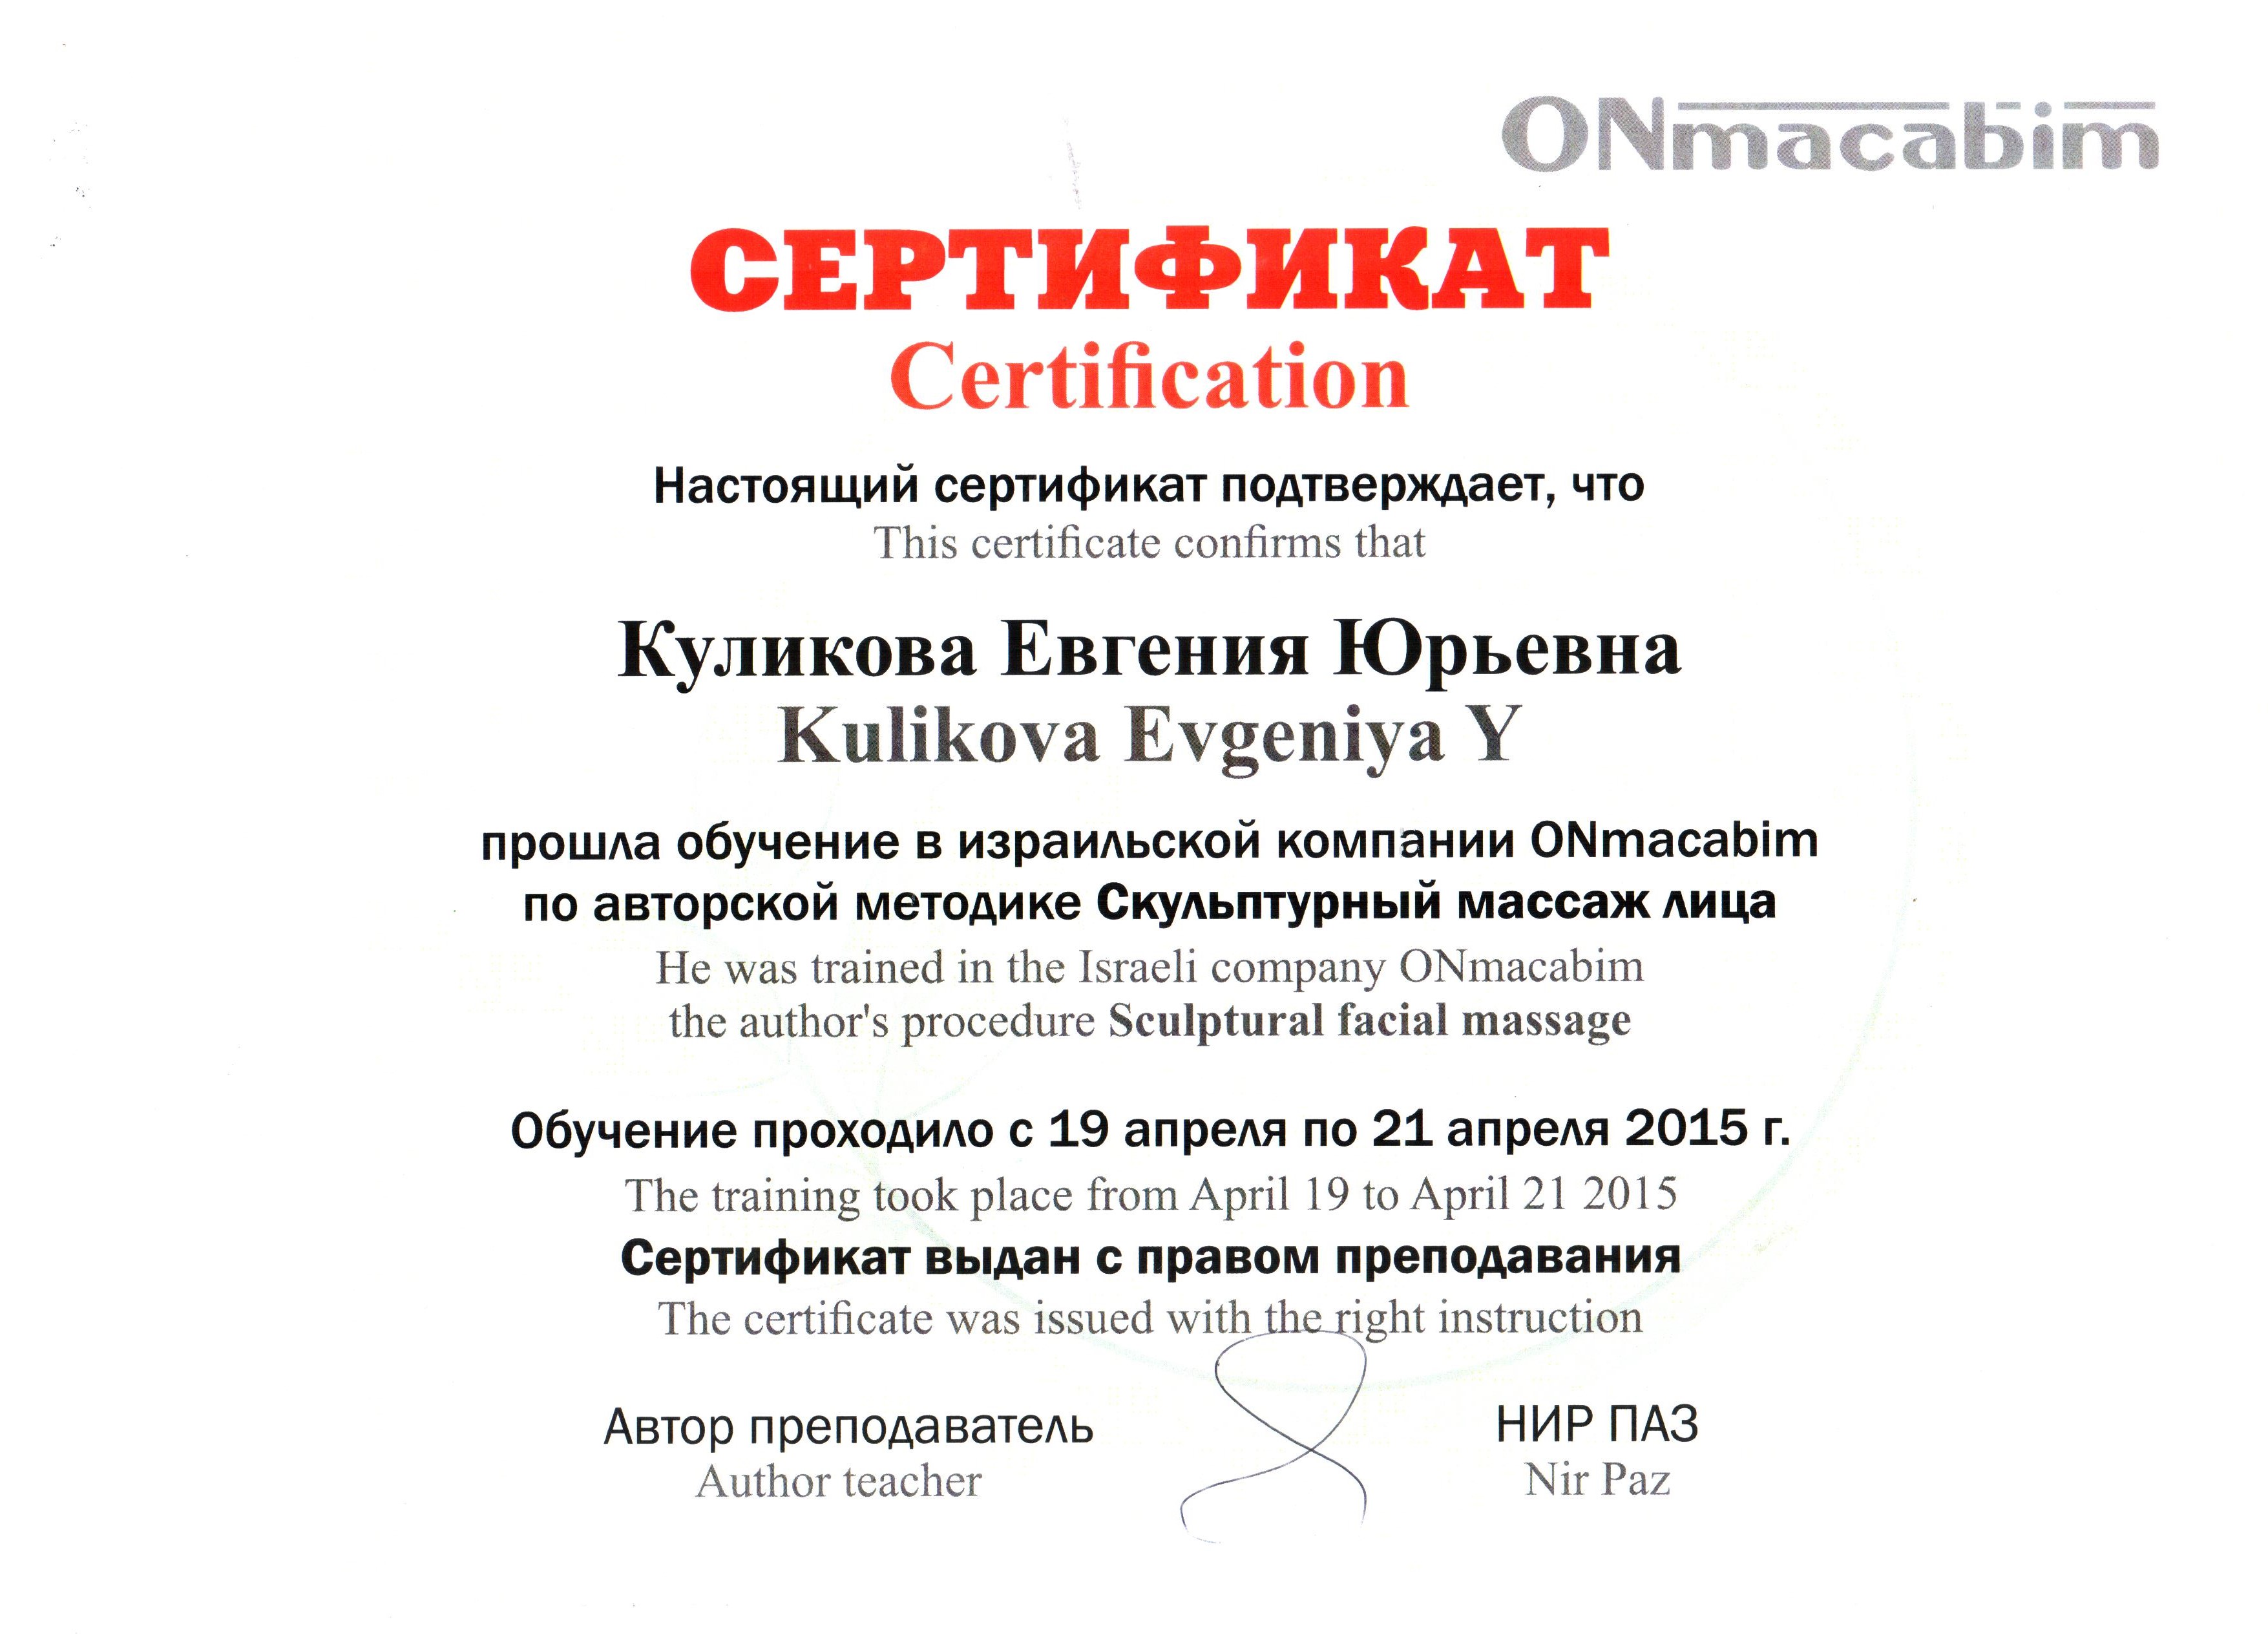 ONmacabim
СЕРТИФИКАТ
Certification
Настоящий сертификат подтверждает, что
This certificate confirms that
Куликова Евгения Юрьевна
Kulikova Evgeniya Y
прошла обучение в израильской компании ONmacabim
по авторской методике Скульптурный массаж лица
He was trained in the Israeli company ONmacabim
the author's procedure Sculptural facial massage
Обучение проходило с 19 апреля по 21 апреля 2015 г.
The training took place from April 19 to April 21 2015
Сертификат выдан с правом преподавания
The certificate was issued with the right instruction
Автор преподаватель НИР ПАЗ
Author teacher Nir Paz